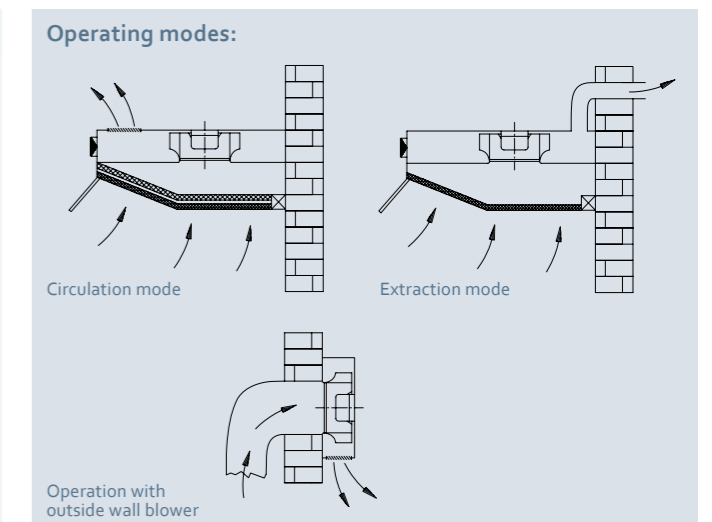 Operating modes:
Circulation mode
Extraction mode
Operation with
outside wall blower